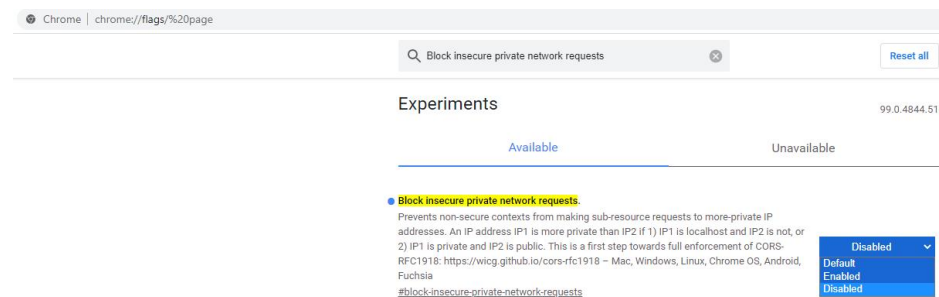 Chrome | chrome://flags/%20page
Block insecure private network requests
Reset all
Experiments
99.0.4844.51
Available
Unavailable
Block insecure private network requests.
Prevents non-secure contexts from making sub-resource requests to more-private IP
addresses. An IP address IP1 is more private than IP2 if 1) IP1 is localhost and IP2 is not, or
2) IP1 is private and IP2 is public. This is a first step towards full enforcement of CORS-
RFC1918: https://wicg.github.io/cors-rfc1918 – Mac, Windows, Linux, Chrome OS, Android,
Fuchsia
#block-insecure-private-network-requests
Disabled
Default
Enabled
Disabled